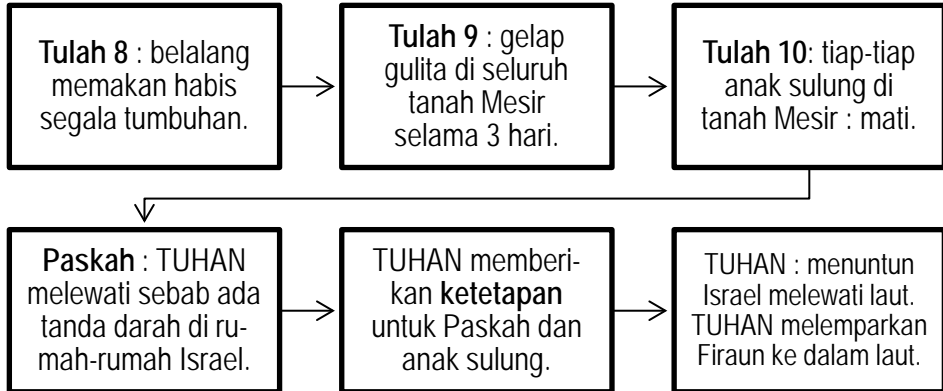 Tulah 8 : belalang
memakan habis
segala tumbuhan.
Tulah 9 : gelap
gulita di seluruh
tanah Mesir
selama 3 hari.
Tulah 10: tiap-tiap
anak sulung di
tanah Mesir : mati.
Paskah : TUHAN
melewati sebab ada
tanda darah di ru-
mah-rumah Israel.
TUHAN memberi-
kan ketetapan
untuk Paskah dan
anak sulung.
TUHAN : menuntun
Israel melewati laut.
TUHAN melemparkan
Firaun ke dalam laut.